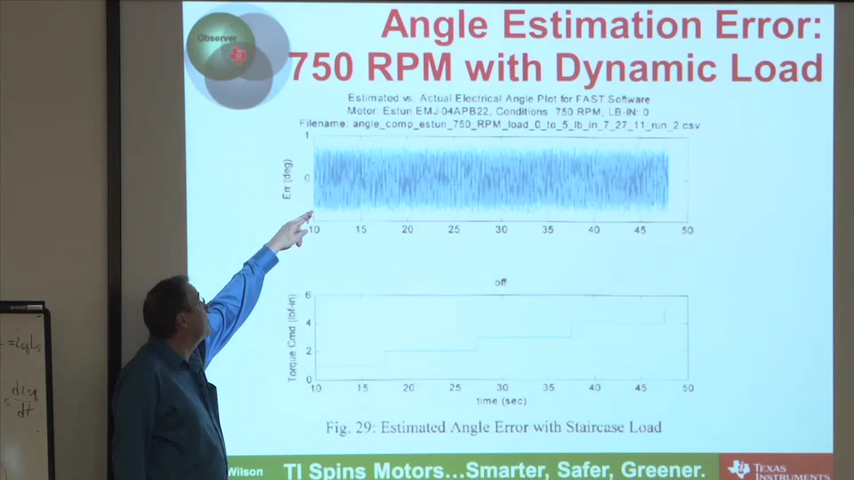 Angle Estimation Error:
Observer
750 RPM with Dynamic Load
Estimated vs. Actual Electrical Angle Plot for FAST Software
Motor: Estun EMJ-04APB22, Conditions: 750 RPM, LB-IN: 0
Filename: angle_comp_estun_750_RPM_load_0_to_5_lb_in_7_27_11_run_2.csv
1
0
Err (deg)
10 15 20 25 30 35 40 45 50
off
6
4
2
0
Torque Cmd (lbf-in)
10 15 20 25 30 35 40 45 50
time (sec)
Fig. 29: Estimated Angle Error with Staircase Load
Wilson
TI Spins Motors...Smarter, Safer, Greener.
TEXAS
INSTRUMENTS